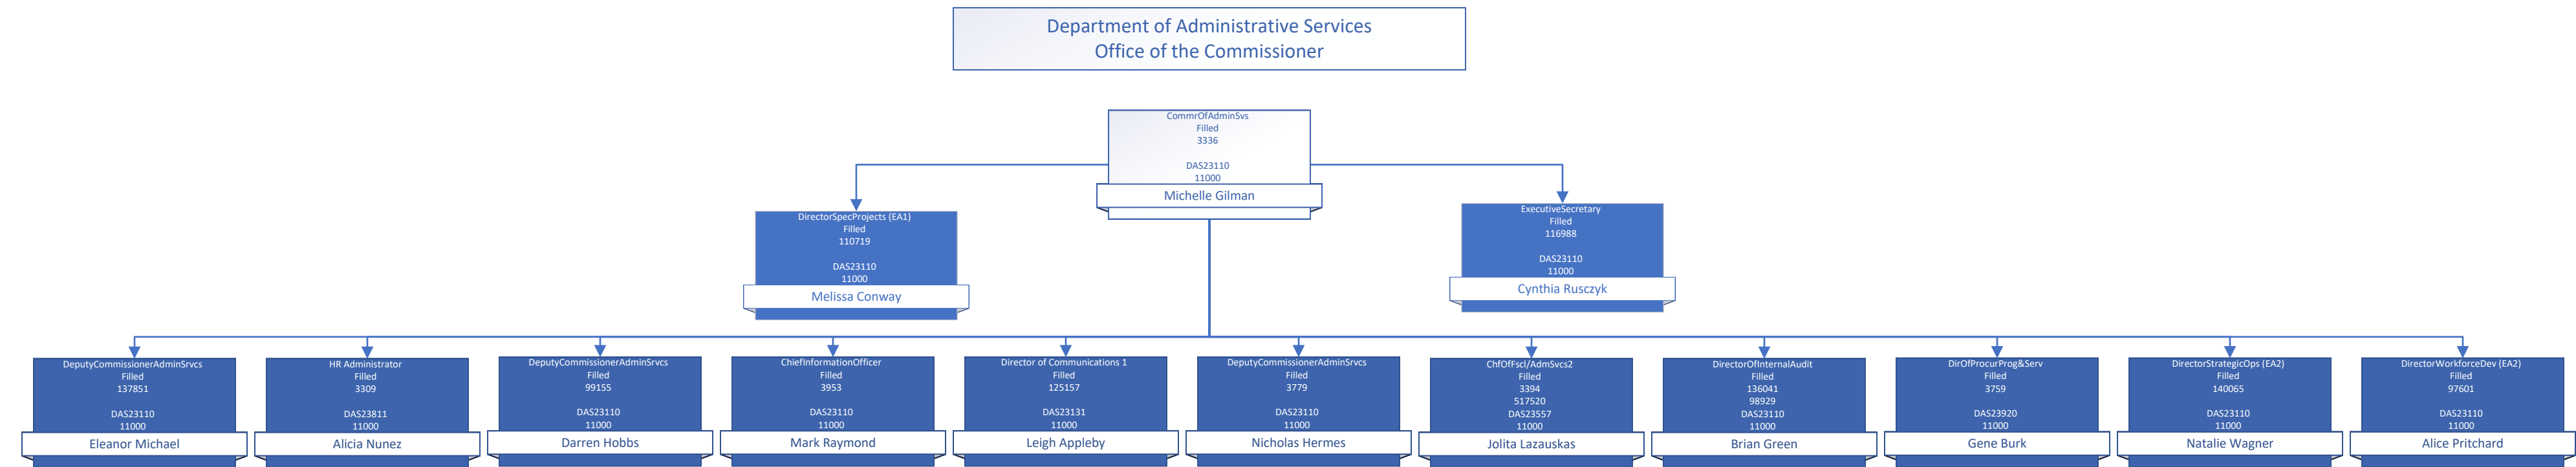 Department of Administrative Services
Office of the Commissioner
CommrOfAdminSvs
Filled
3336
DAS23110
11000
Michelle Gilman
DirectorSpecProjects (EA1)
Filled
110719
DAS23110
11000
Melissa Conway
ExecutiveSecretary
Filled
116988
DAS23110
11000
Cynthia Rusczyk
DeputyCommissionerAdminSrvcs
Filled
137851
DAS23110
11000
Eleanor Michael
HR Administrator
Filled
3309
DAS23811
11000
Alicia Nunez
DeputyCommissionerAdminSrvcs
Filled
99155
DAS23110
11000
Darren Hobbs
ChiefInformationOfficer
Filled
3953
DAS23110
11000
Mark Raymond
Director of Communications 1
Filled
125157
DAS23131
11000
Leigh Appleby
DeputyCommissionerAdminSrvcs
Filled
3779
DAS23110
11000
Nicholas Hermes
ChfOfFscl/AdmSvcs2
Filled
3394
517520
DAS23557
11000
Jolita Lazauskas
DirectorOfInternalAudit
Filled
136041
98929
DAS23110
11000
Brian Green
DirOfProcurProg&Serv
Filled
3759
DAS23920
11000
Gene Burk
DirectorStrategicOps (EA2)
Filled
140065
DAS23110
11000
Natalie Wagner
DirectorWorkforceDev (EA2)
Filled
97601
DAS23110
11000
Alice Pritchard